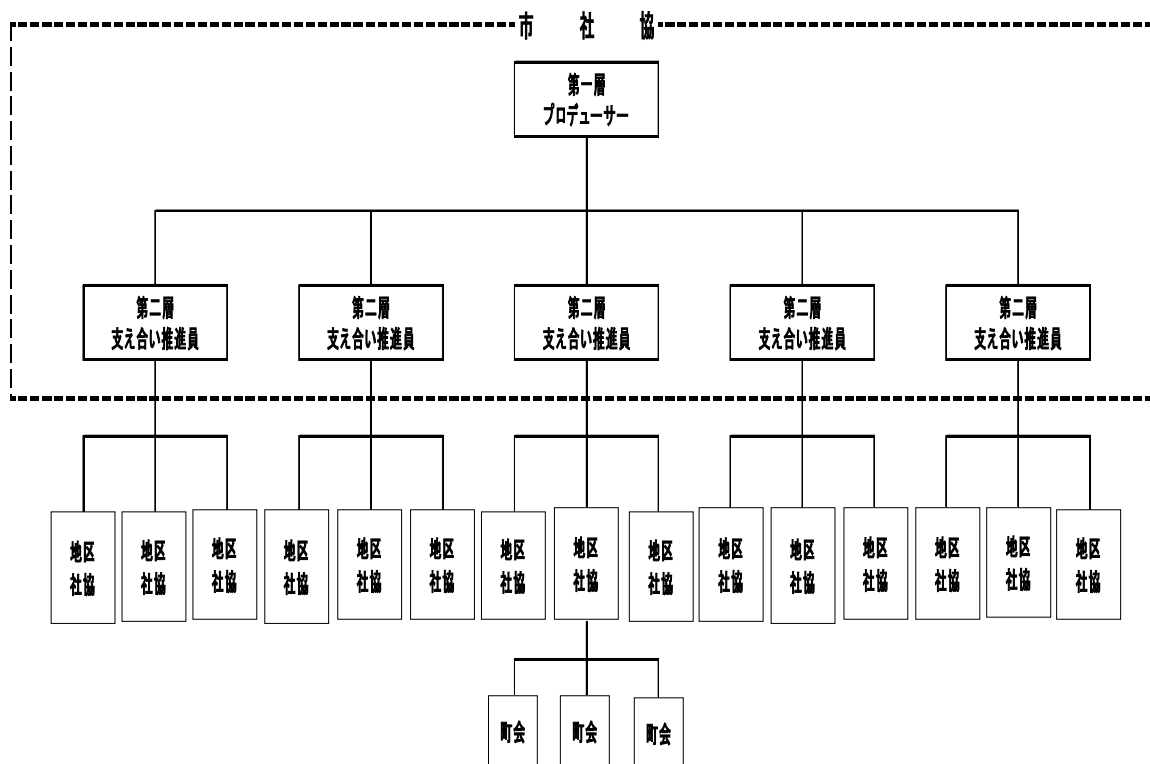 市 社 協
第一層
プロデューサー
第二層
支え合い推進員
第二層
支え合い推進員
第二層
支え合い推進員
第二層
支え合い推進員
第二層
支え合い推進員
地区
社協
地区
社協
地区
社協
地区
社協
地区
社協
地区
社協
地区
社協
地区
社協
地区
社協
地区
社協
地区
社協
地区
社協
地区
社協
地区
社協
地区
社協
町会
町会
町会